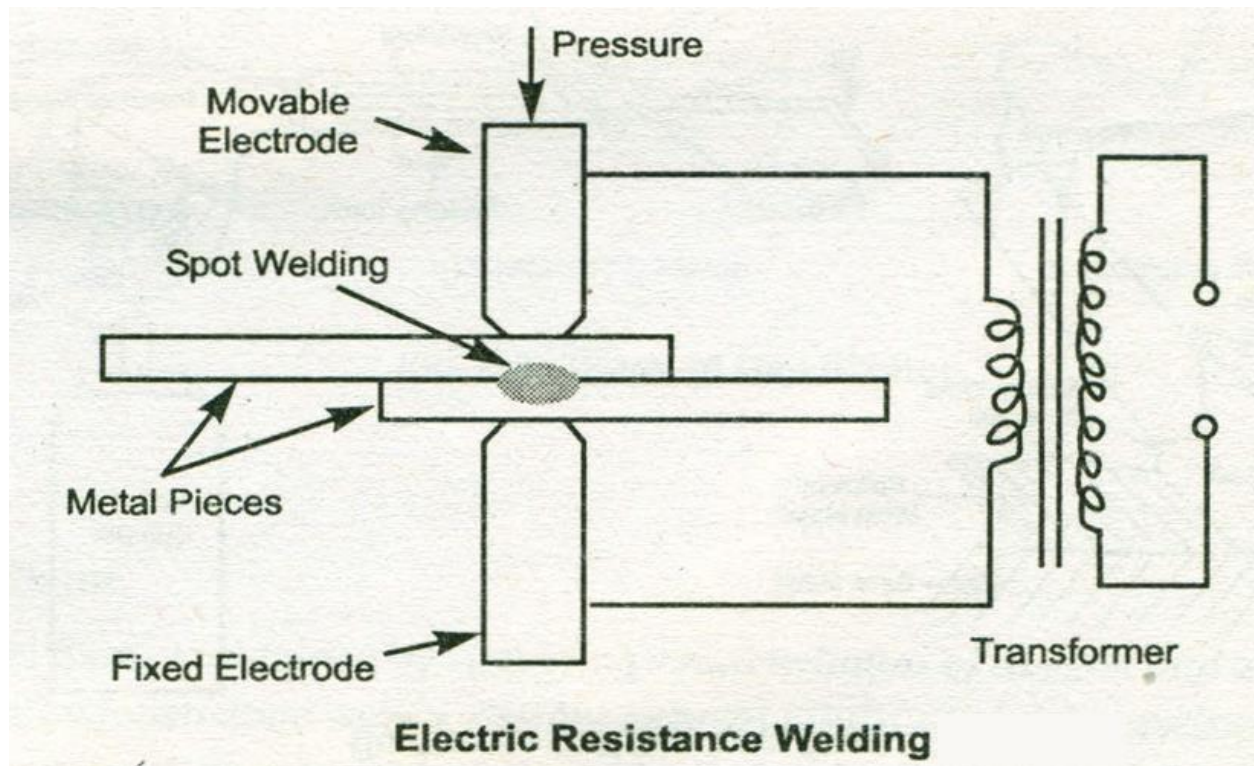 Pressure
Movable
Electrode
Spot Welding
Metal Pieces
Fixed Electrode
Transformer
Electric Resistance Welding